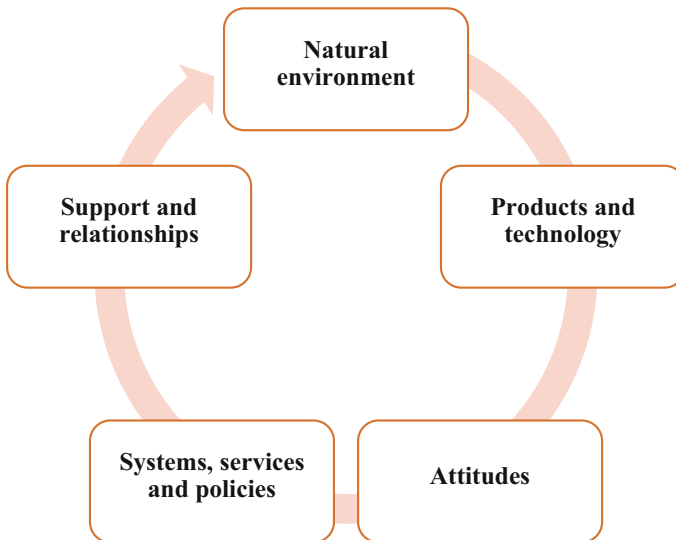 Natural
environment
Products and
technology
Attitudes
Systems, services
and policies
Support and
relationships